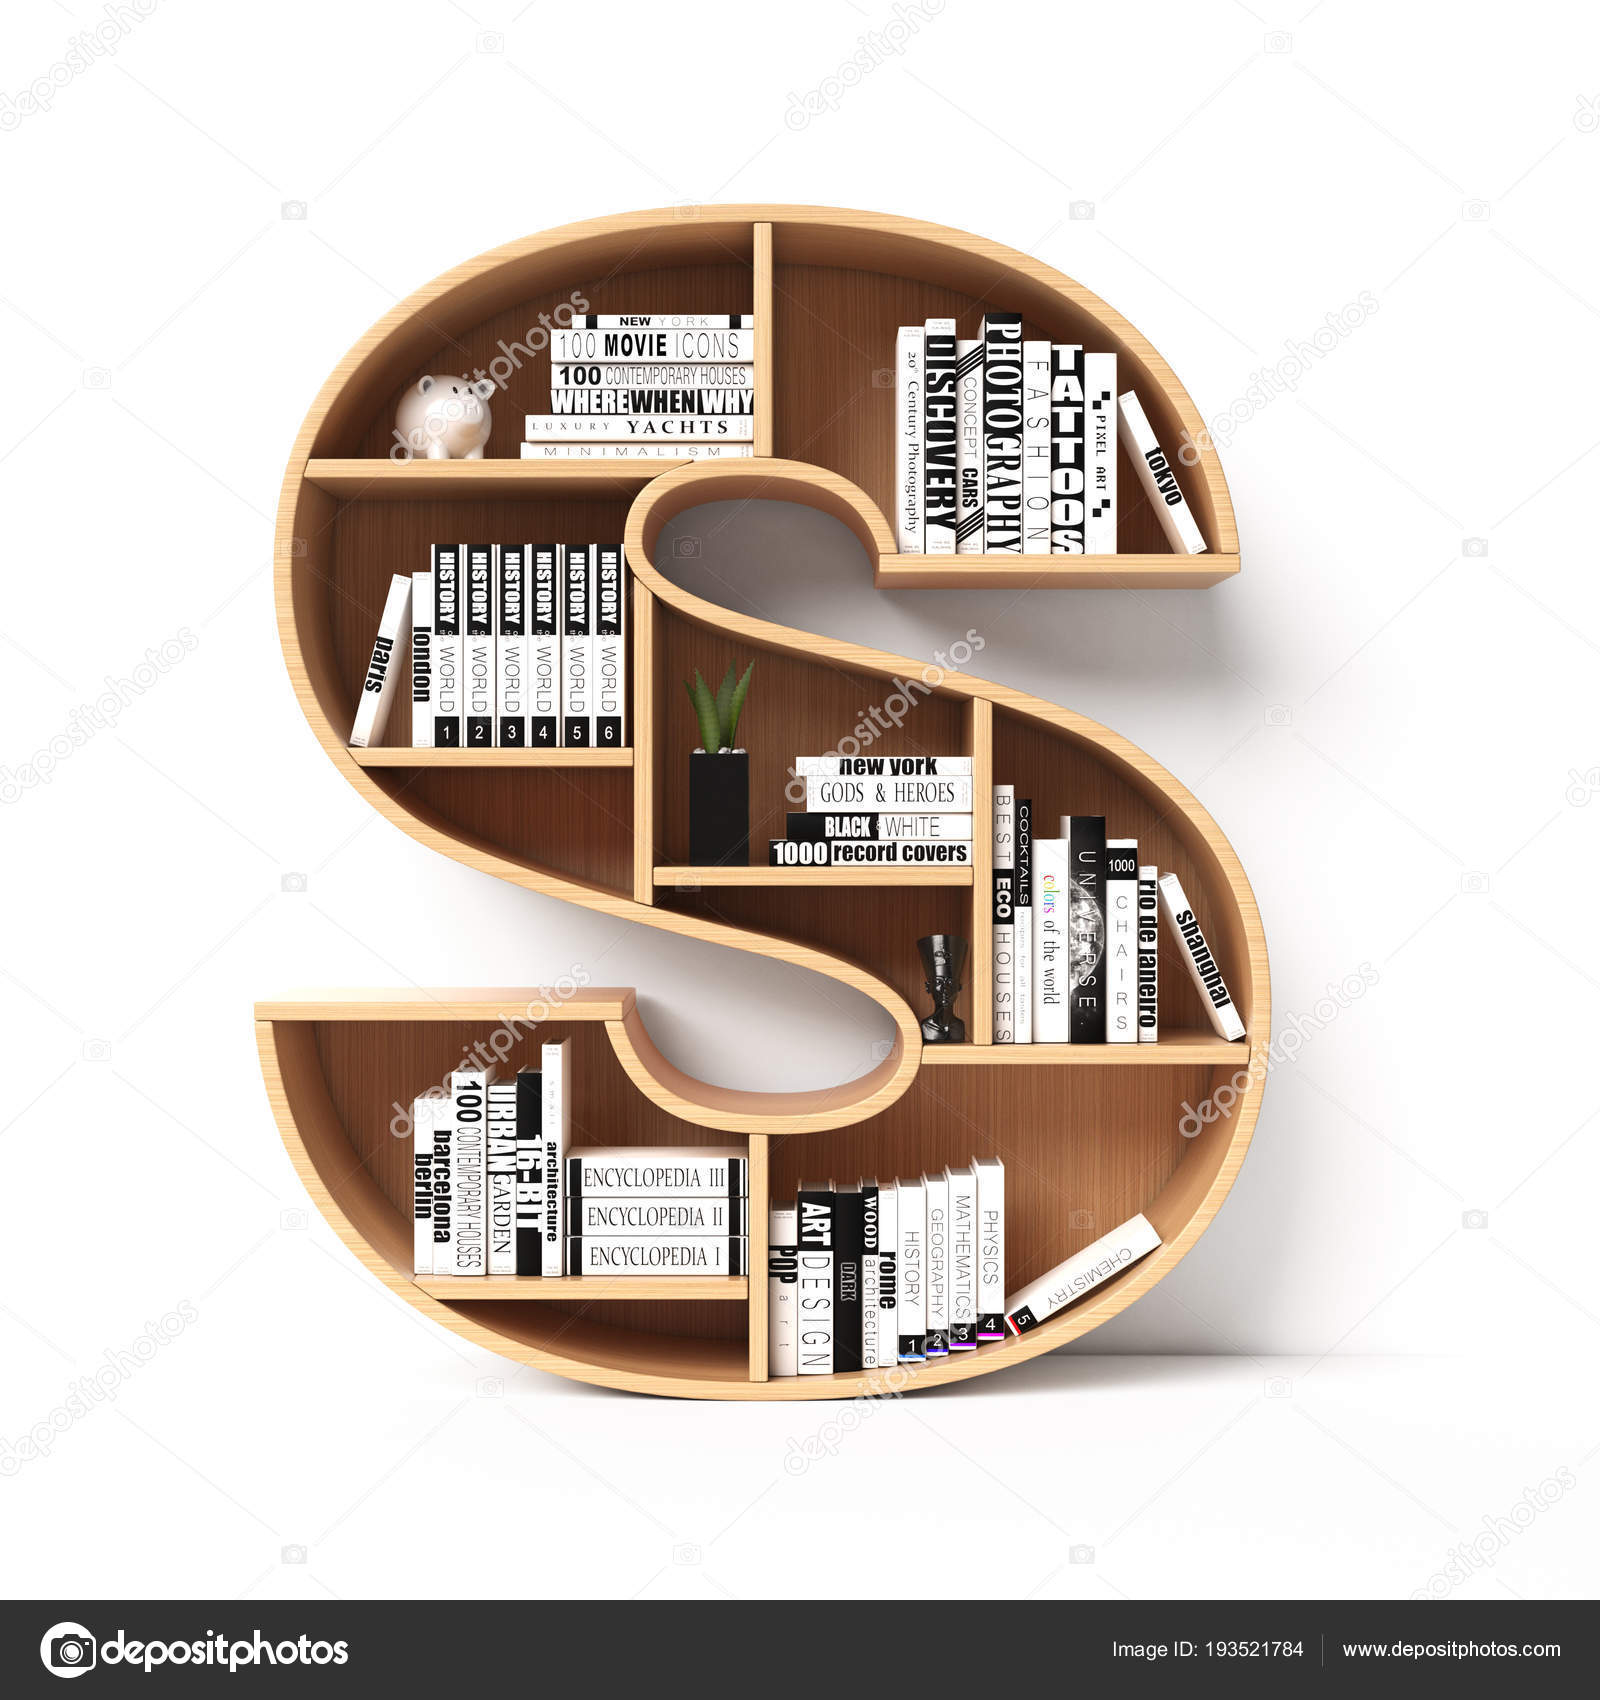 NEW YORK
100 MOVIE ICONS
100 CONTEMPORARY HOUSES
WHERE WHEN WHY
LUXURY YACHTS
MINIMALISM
20th Century Photography
DISCOVERY
CONCEPT CARS
PHOTOGRAPHY
FASHION
TATTOOS
PIXEL ART
tokyo
paris
london
HISTORY of the WORLD 1
HISTORY of the WORLD 2
HISTORY of the WORLD 3
HISTORY of the WORLD 4
HISTORY of the WORLD 5
HISTORY of the WORLD 6
new york
GODS & HEROES
BLACK & WHITE
1000 record covers
BEST ECO HOUSES
COCKTAILS recipes for all tastes
colors of the world
UNIVERSE
1000 CHAIRS
rio de janeiro
shanghai
berlin
barcelona
100 CONTEMPORARY HOUSES
URBAN GARDEN
16-BIT
small architecture
ENCYCLOPEDIA III
ENCYCLOPEDIA II
ENCYCLOPEDIA I
POP art
ART DESIGN
DARK
WOOD architecture
rome
HISTORY 1
GEOGRAPHY 2
MATHEMATICS 3
PHYSICS 4
CHEMISTRY 5
depositphotos
Image ID: 193521784
www.depositphotos.com